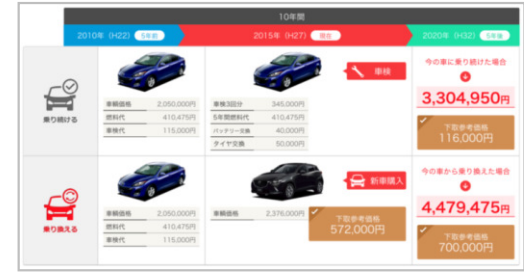 10年間
2010年（H22） 5年前
2015年（H27） 現在
2020年（H32） 5年後
乗り続ける
車輌価格 2,050,000円
燃料代 410,475円
車検代 115,000円
車検
車検3回分 345,000円
5年間燃料代 410,475円
バッテリー交換 40,000円
タイヤ交換 50,000円
今の車に乗り続けた場合
3,304,950円
下取参考価格
116,000円
乗り換える
車輌価格 2,050,000円
燃料代 410,475円
車検代 115,000円
新車購入
車輌価格 2,376,000円
下取参考価格
572,000円
今の車から乗り換えた場合
4,479,475円
下取参考価格
700,000円